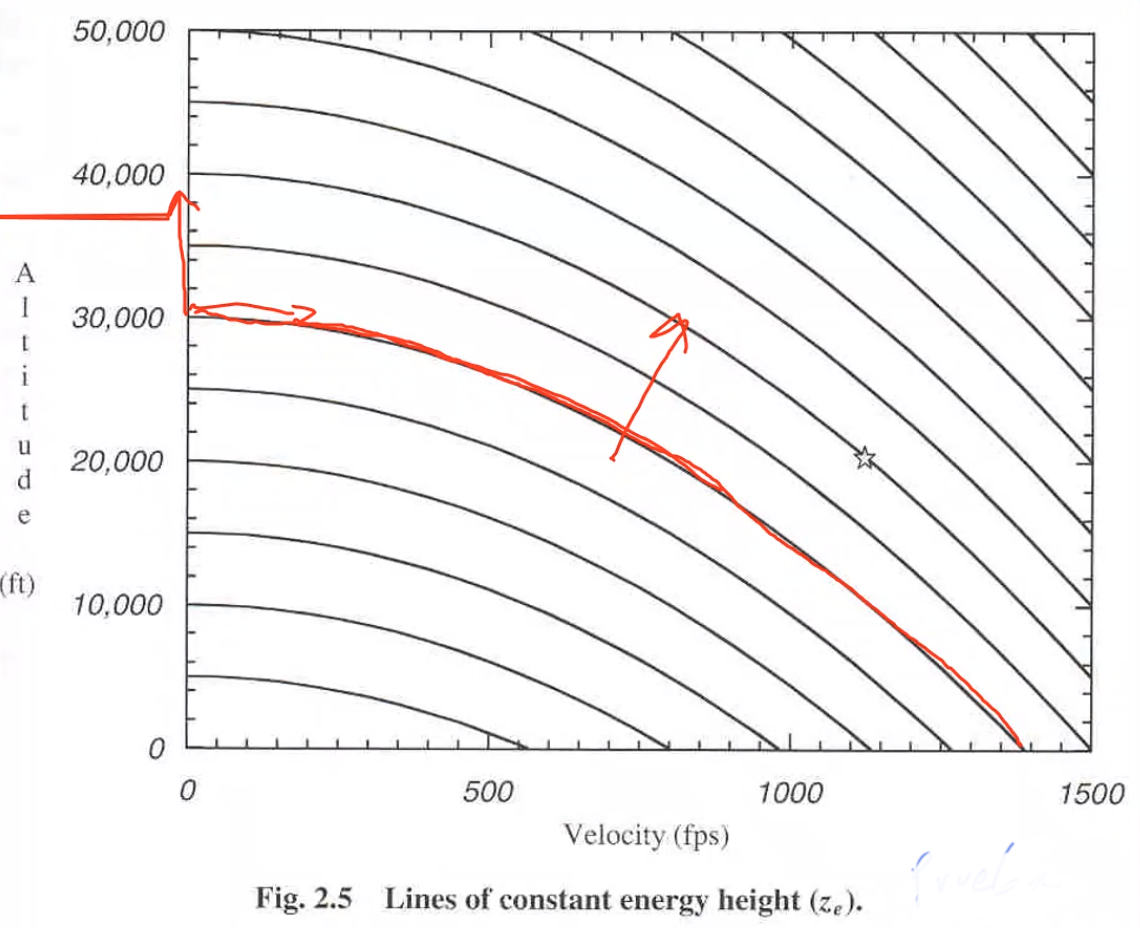 50,000
40,000
30,000
20,000
10,000
0
Altitude
(ft)
0 500 1000 1500
Velocity (fps)
Fig. 2.5 Lines of constant energy height (zₑ).